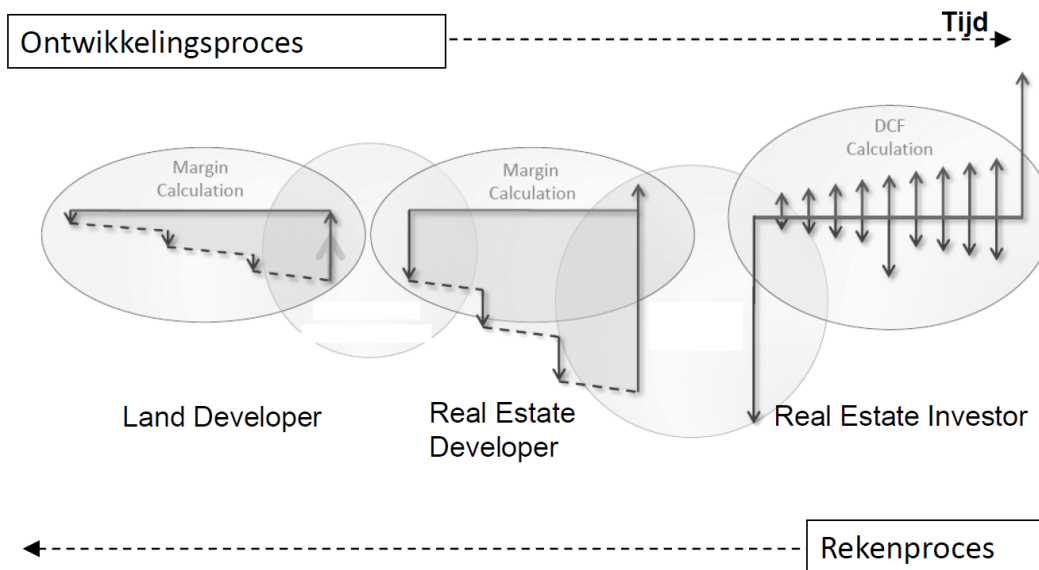 Ontwikkelingsproces
Tijd
Margin
Calculation
Margin
Calculation
DCF
Calculation
Land Developer
Real Estate
Developer
Real Estate Investor
Rekenproces